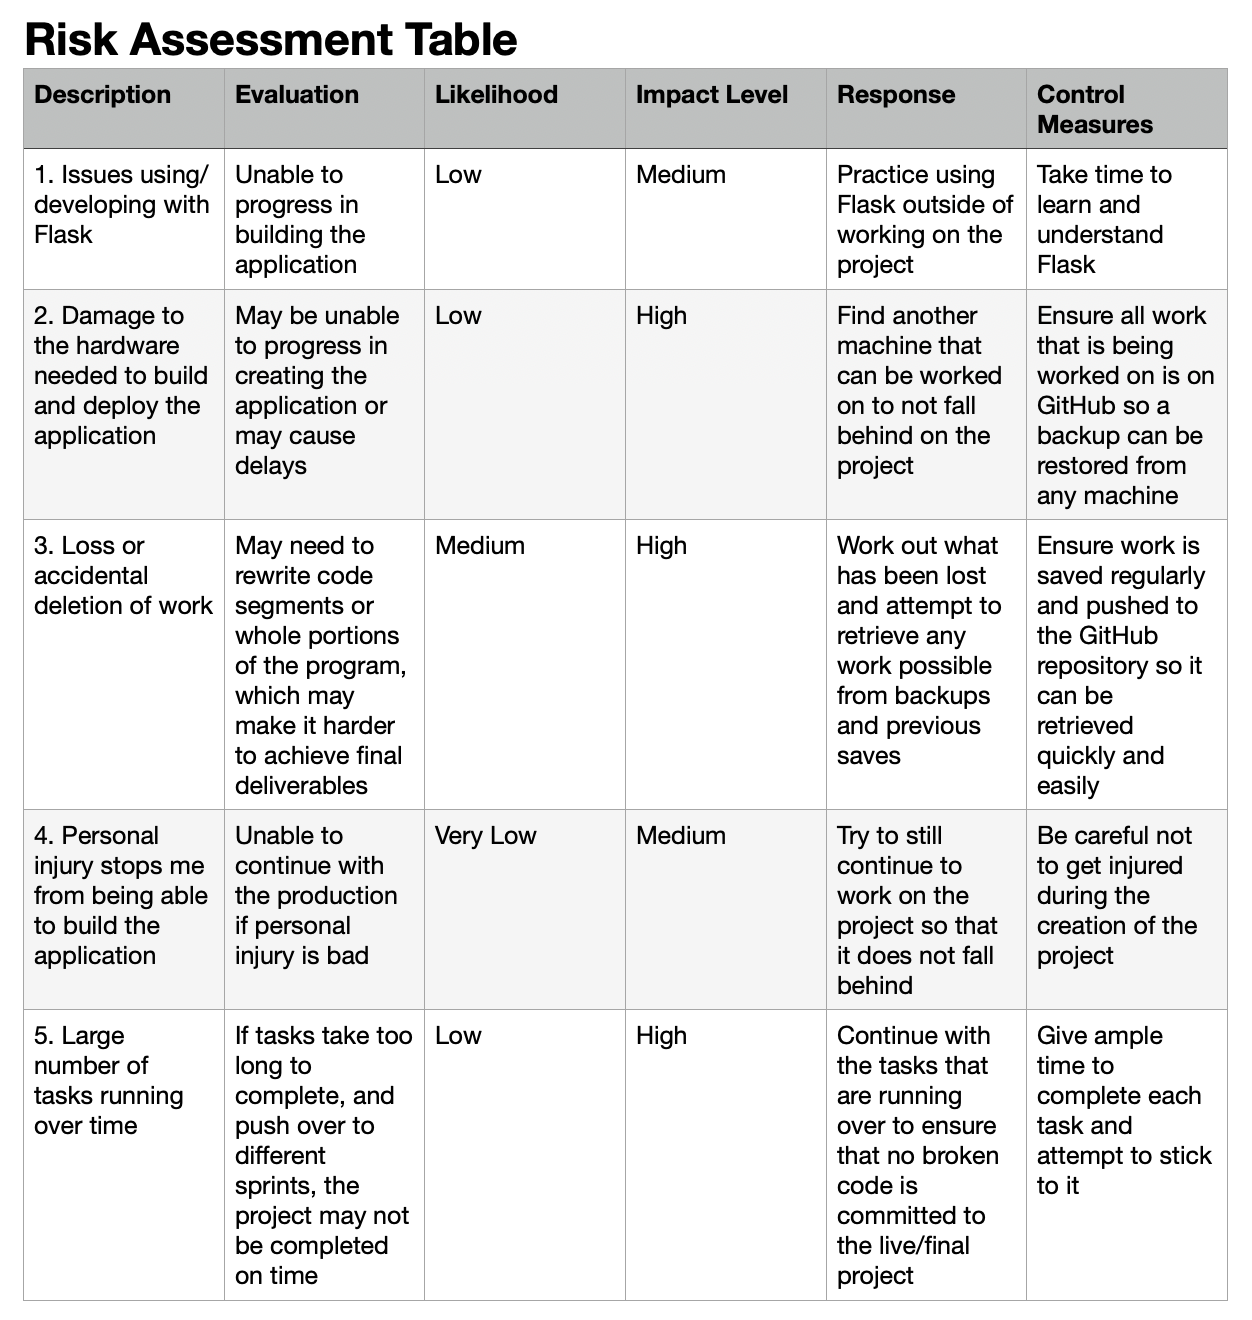 Risk Assessment Table
Description
Evaluation
Likelihood
Impact Level
Response
Control
Measures
1. Issues using/
developing with
Flask
Unable to
progress in
building the
application
Low
Medium
Practice using
Flask outside of
working on the
project
Take time to
learn and
understand
Flask
2. Damage to
the hardware
needed to build
and deploy the
application
May be unable
to progress in
creating the
application or
may cause
delays
Low
High
Find another
machine that
can be worked
on to not fall
behind on the
project
Ensure all work
that is being
worked on is on
GitHub so a
backup can be
restored from
any machine
3. Loss or
accidental
deletion of work
May need to
rewrite code
segments or
whole portions
of the program,
which may
make it harder
to achieve final
deliverables
Medium
High
Work out what
has been lost
and attempt to
retrieve any
work possible
from backups
and previous
saves
Ensure work is
saved regularly
and pushed to
the GitHub
repository so it
can be
retrieved
quickly and
easily
4. Personal
injury stops me
from being able
to build the
application
Unable to
continue with
the production
if personal
injury is bad
Very Low
Medium
Try to still
continue to
work on the
project so that
it does not fall
behind
Be careful not
to get injured
during the
creation of the
project
5. Large
number of
tasks running
over time
If tasks take too
long to
complete, and
push over to
different
sprints, the
project may not
be completed
on time
Low
High
Continue with
the tasks that
are running
over to ensure
that no broken
code is
committed to
the live/final
project
Give ample
time to
complete each
task and
attempt to stick
to it